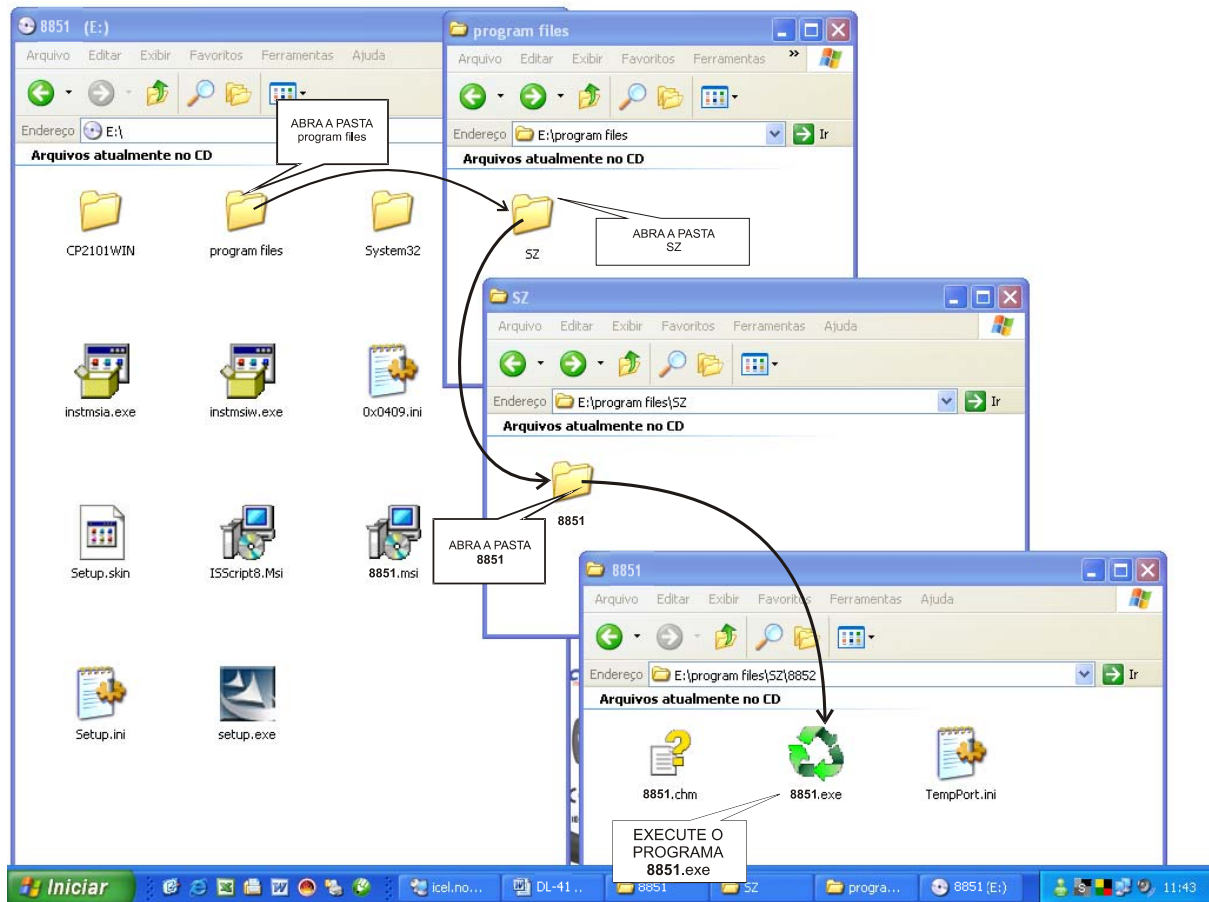 8851 (E:)
Arquivo Editar Exibir Favoritos Ferramentas Ajuda
Endereço E:\
Arquivos atualmente no CD
ABRA A PASTA
program files
CP2101WIN
program files
System32
instmsia.exe
instmsiw.exe
0x0409.ini
Setup.skin
ISScript8.Msi
8851.msi
Setup.ini
setup.exe
program files
Arquivo Editar Exibir Favoritos Ferramentas »
Endereço E:\program files Ir
Arquivos atualmente no CD
SZ
ABRA A PASTA
SZ
SZ
Arquivo Editar Exibir Favoritos Ferramentas Ajuda
Endereço E:\program files\SZ Ir
Arquivos atualmente no CD
8851
ABRA A PASTA
8851
8851
Arquivo Editar Exibir Favoritos Ferramentas Ajuda
Endereço E:\program files\SZ\8852 Ir
Arquivos atualmente no CD
8851.chm
8851.exe
TempPort.ini
EXECUTE O
PROGRAMA
8851.exe
Iniciar icel.no... DL-41 .. 8851 SZ progra... 8851 (E:) 11:43